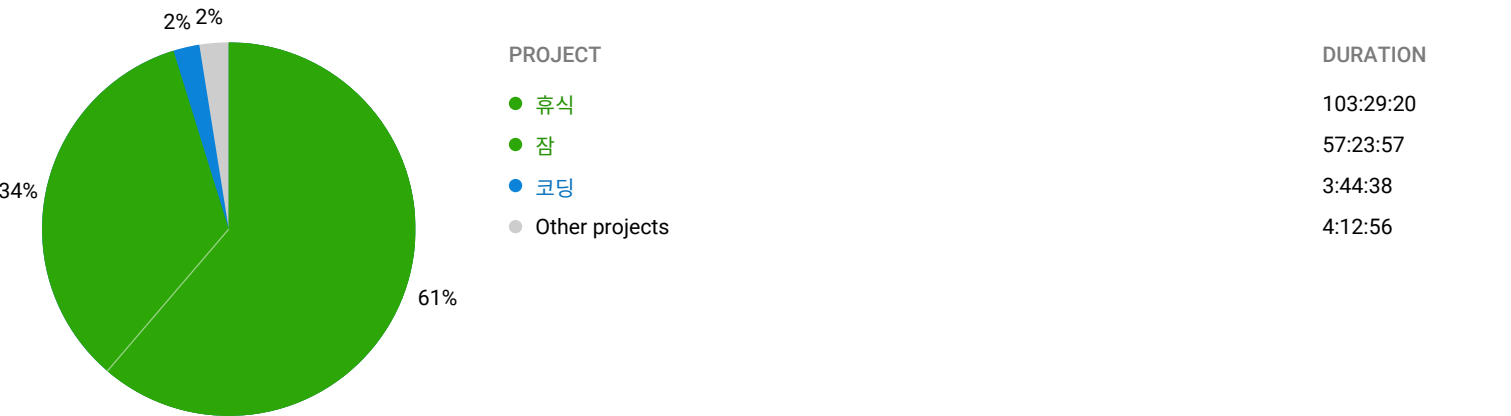 2% 2%
34%
61%
PROJECT DURATION
휴식 103:29:20
잠 57:23:57
코딩 3:44:38
Other projects 4:12:56